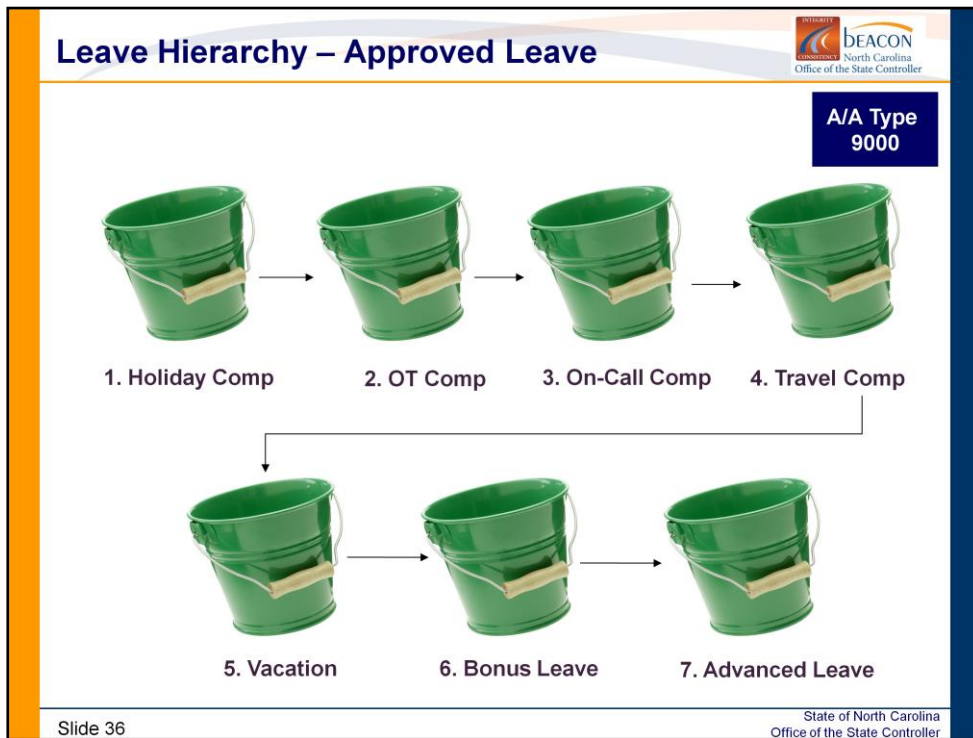 Leave Hierarchy – Approved Leave
INTEGRITY
CONSISTENCY
bEACON
North Carolina
Office of the State Controller
A/A Type
9000
1. Holiday Comp
2. OT Comp
3. On-Call Comp
4. Travel Comp
5. Vacation
6. Bonus Leave
7. Advanced Leave
Slide 36
State of North Carolina
Office of the State Controller